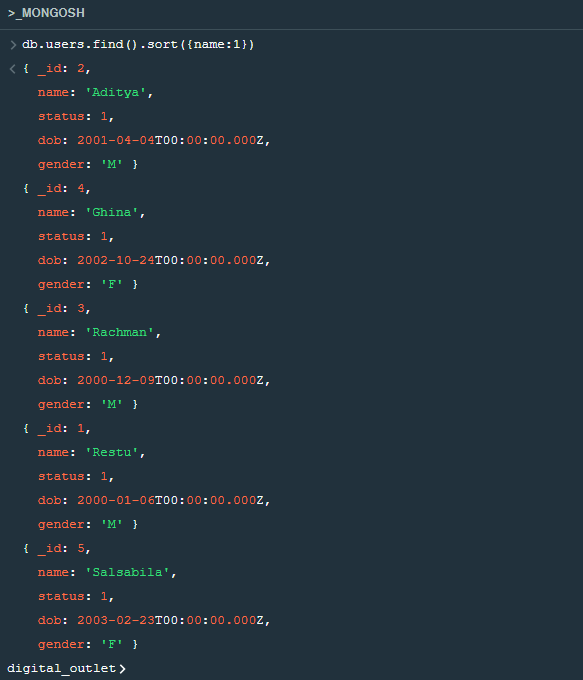 >_MONGOSH
> db.users.find().sort({name:1})
< { _id: 2,
name: 'Aditya',
status: 1,
dob: 2001-04-04T00:00:00.000Z,
gender: 'M' }
{ _id: 4,
name: 'Ghina',
status: 1,
dob: 2002-10-24T00:00:00.000Z,
gender: 'F' }
{ _id: 3,
name: 'Rachman',
status: 1,
dob: 2000-12-09T00:00:00.000Z,
gender: 'M' }
{ _id: 1,
name: 'Restu',
status: 1,
dob: 2000-01-06T00:00:00.000Z,
gender: 'M' }
{ _id: 5,
name: 'Salsabila',
status: 1,
dob: 2003-02-23T00:00:00.000Z,
gender: 'F' }
digital_outlet>